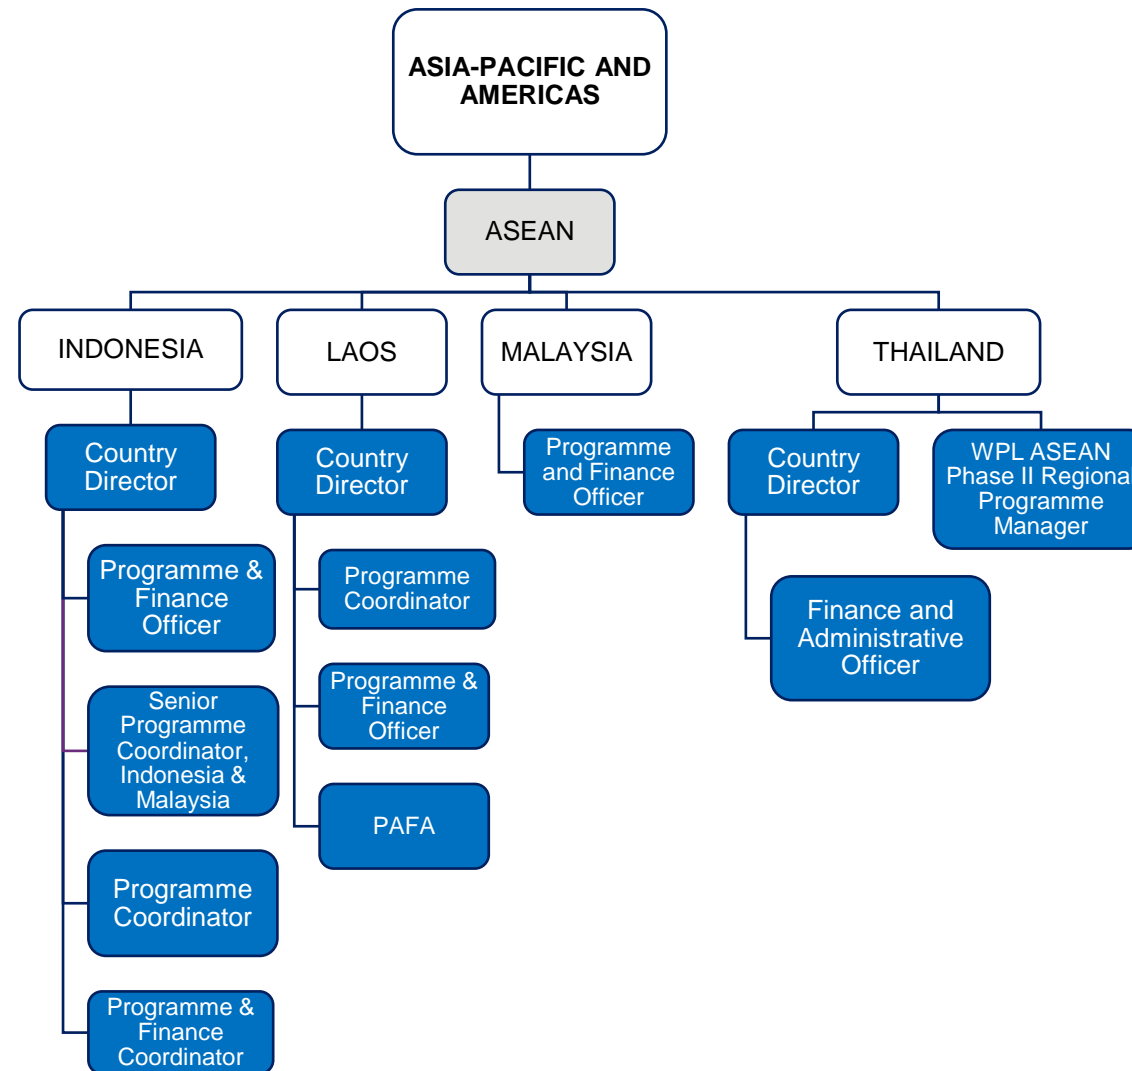 ASIA-PACIFIC AND
AMERICAS
ASEAN
INDONESIA
LAOS
MALAYSIA
THAILAND
Country
Director
Programme &
Finance
Officer
Senior
Programme
Coordinator,
Indonesia &
Malaysia
Programme
Coordinator
Programme &
Finance
Coordinator
Country
Director
Programme
Coordinator
Programme &
Finance
Officer
PAFA
Programme
and Finance
Officer
Country
Director
Finance and
Administrative
Officer
WPL ASEAN
Phase II Regional
Programme
Manager